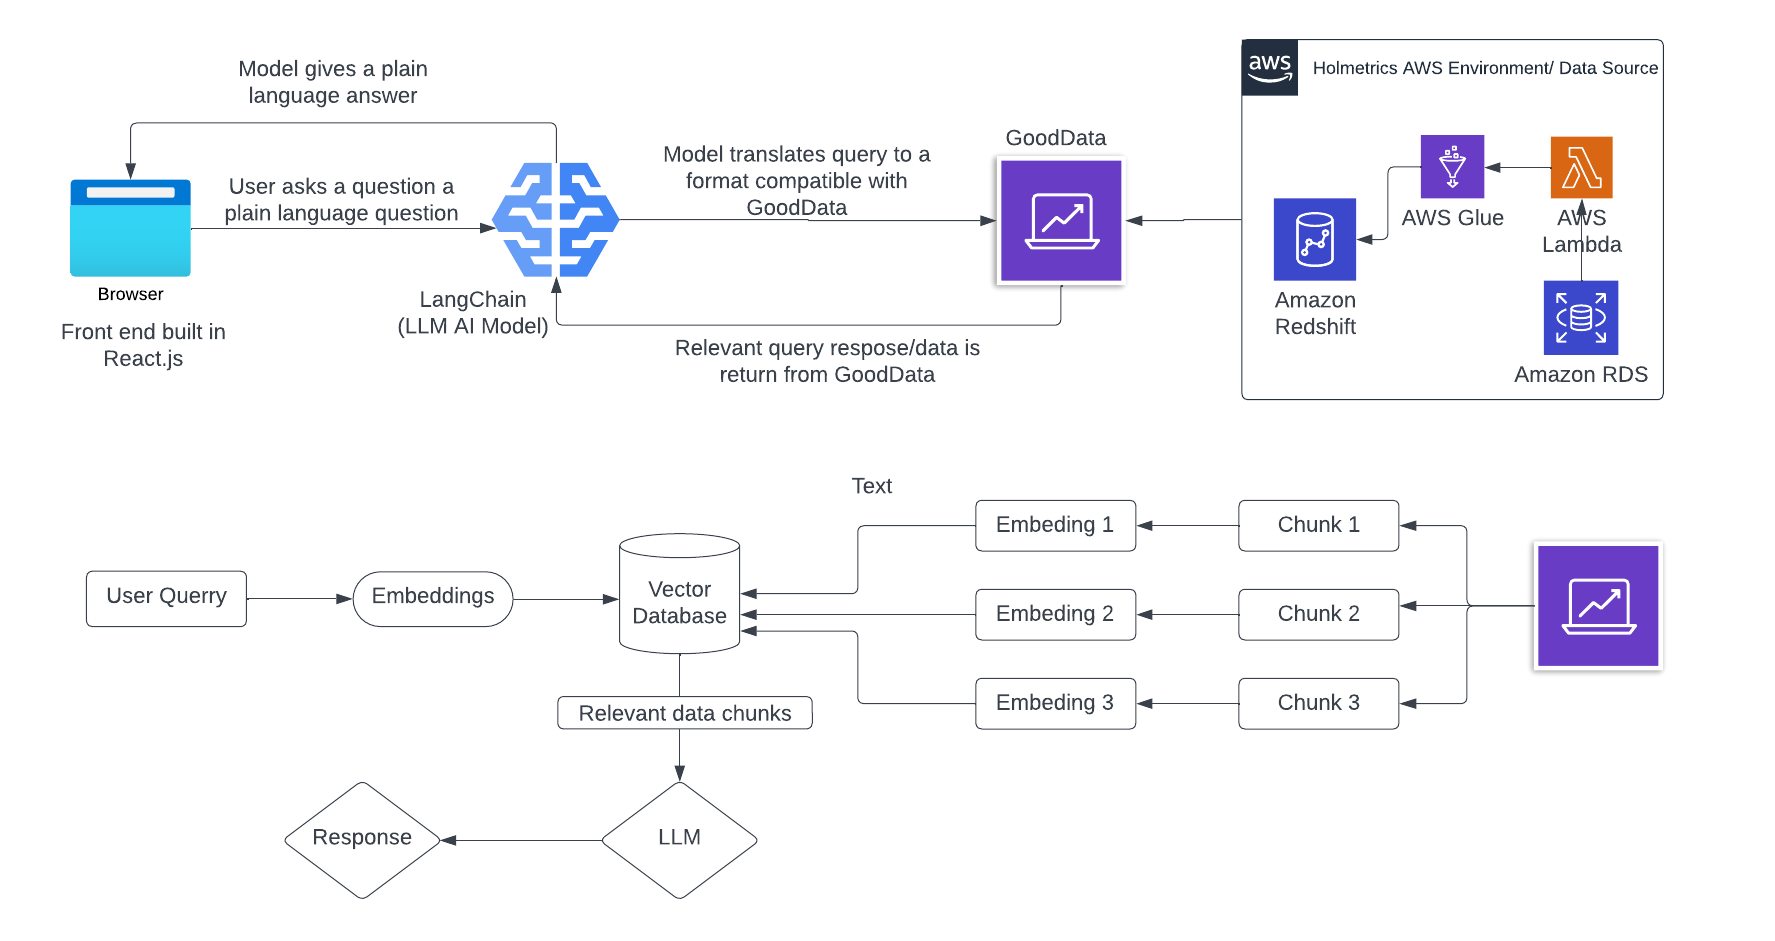 Model gives a plain
language answer
aws
Holmetrics AWS Environment/ Data Source
GoodData
Model translates query to a
format compatible with
GoodData
User asks a question a
plain language question
AWS Glue
AWS
Lambda
Browser
Front end built in
React.js
LangChain
(LLM AI Model)
Amazon
Redshift
Relevant query respose/data is
return from GoodData
Amazon RDS
Text
Embeding 1
Chunk 1
User Querry
Embeddings
Vector
Database
Embeding 2
Chunk 2
Embeding 3
Chunk 3
Relevant data chunks
Response
LLM